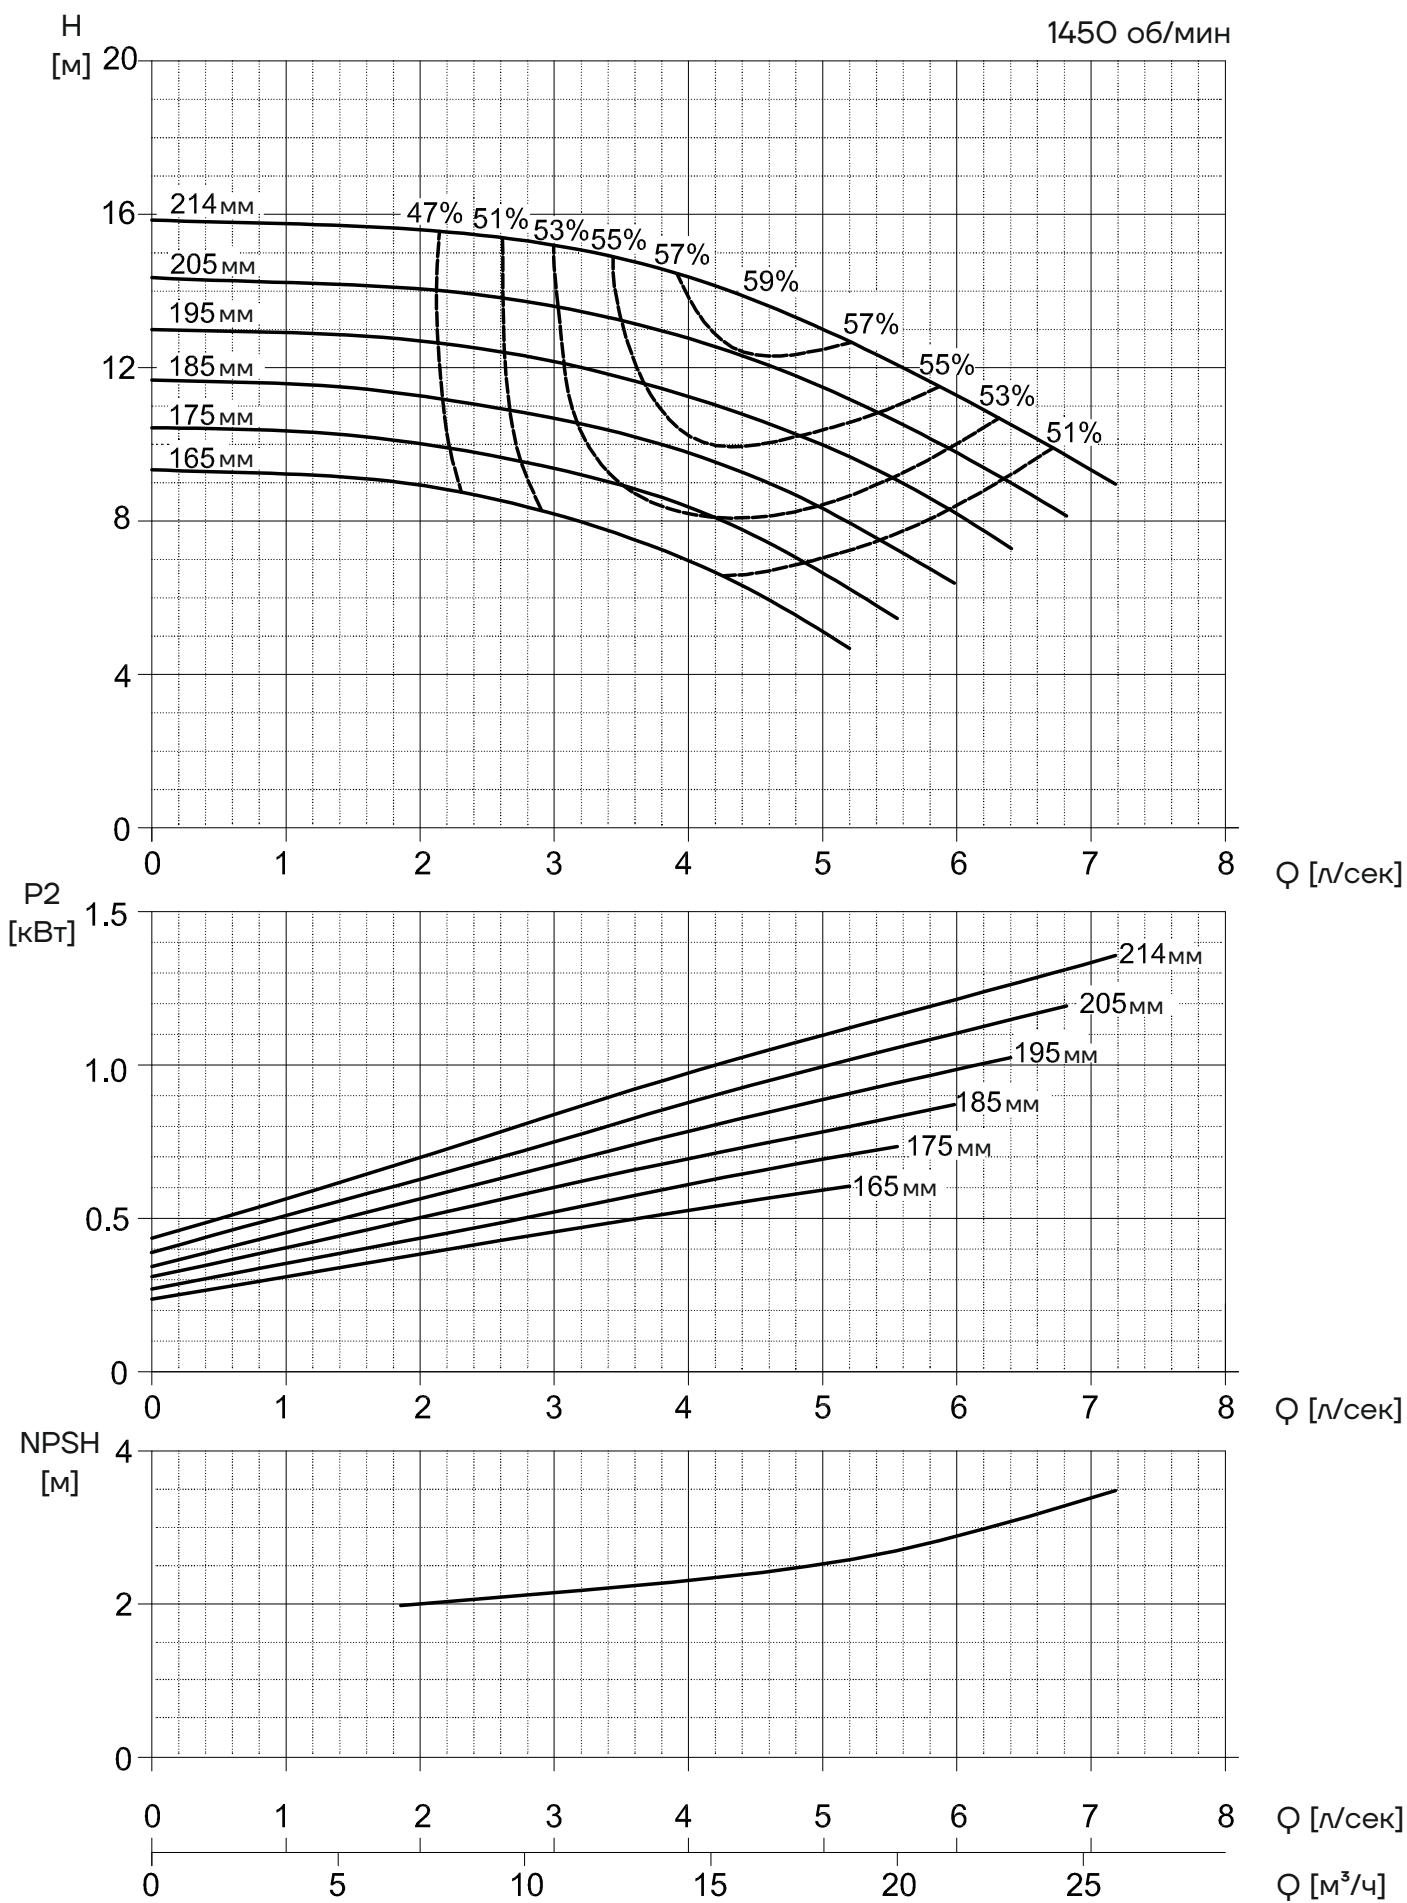 H
[м]
1450 об/мин
20
16
12
8
4
0
214мм
205мм
195мм
185мм
175мм
165мм
47% 51% 53% 55% 57% 59% 57% 55% 53% 51%
0 1 2 3 4 5 6 7 8 Q [л/сек]
P2
[кВт]
1.5
1.0
0.5
0
214мм
205мм
195мм
185мм
175мм
165мм
0 1 2 3 4 5 6 7 8 Q [л/сек]
NPSH
[м]
4
2
0
0 1 2 3 4 5 6 7 8 Q [л/сек]
0 5 10 15 20 25 Q [м³/ч]